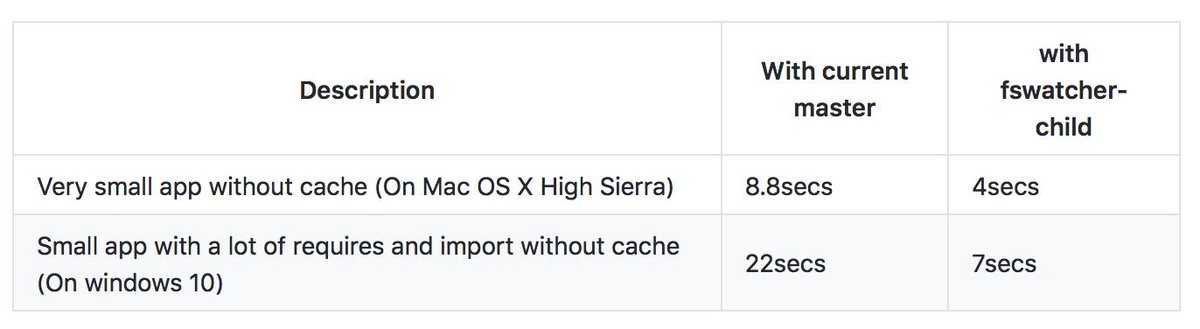 Description
With current
master
with
fswatcher-
child
Very small app without cache (On Mac OS X High Sierra)
8.8secs
4secs
Small app with a lot of requires and import without cache
(On windows 10)
22secs
7secs